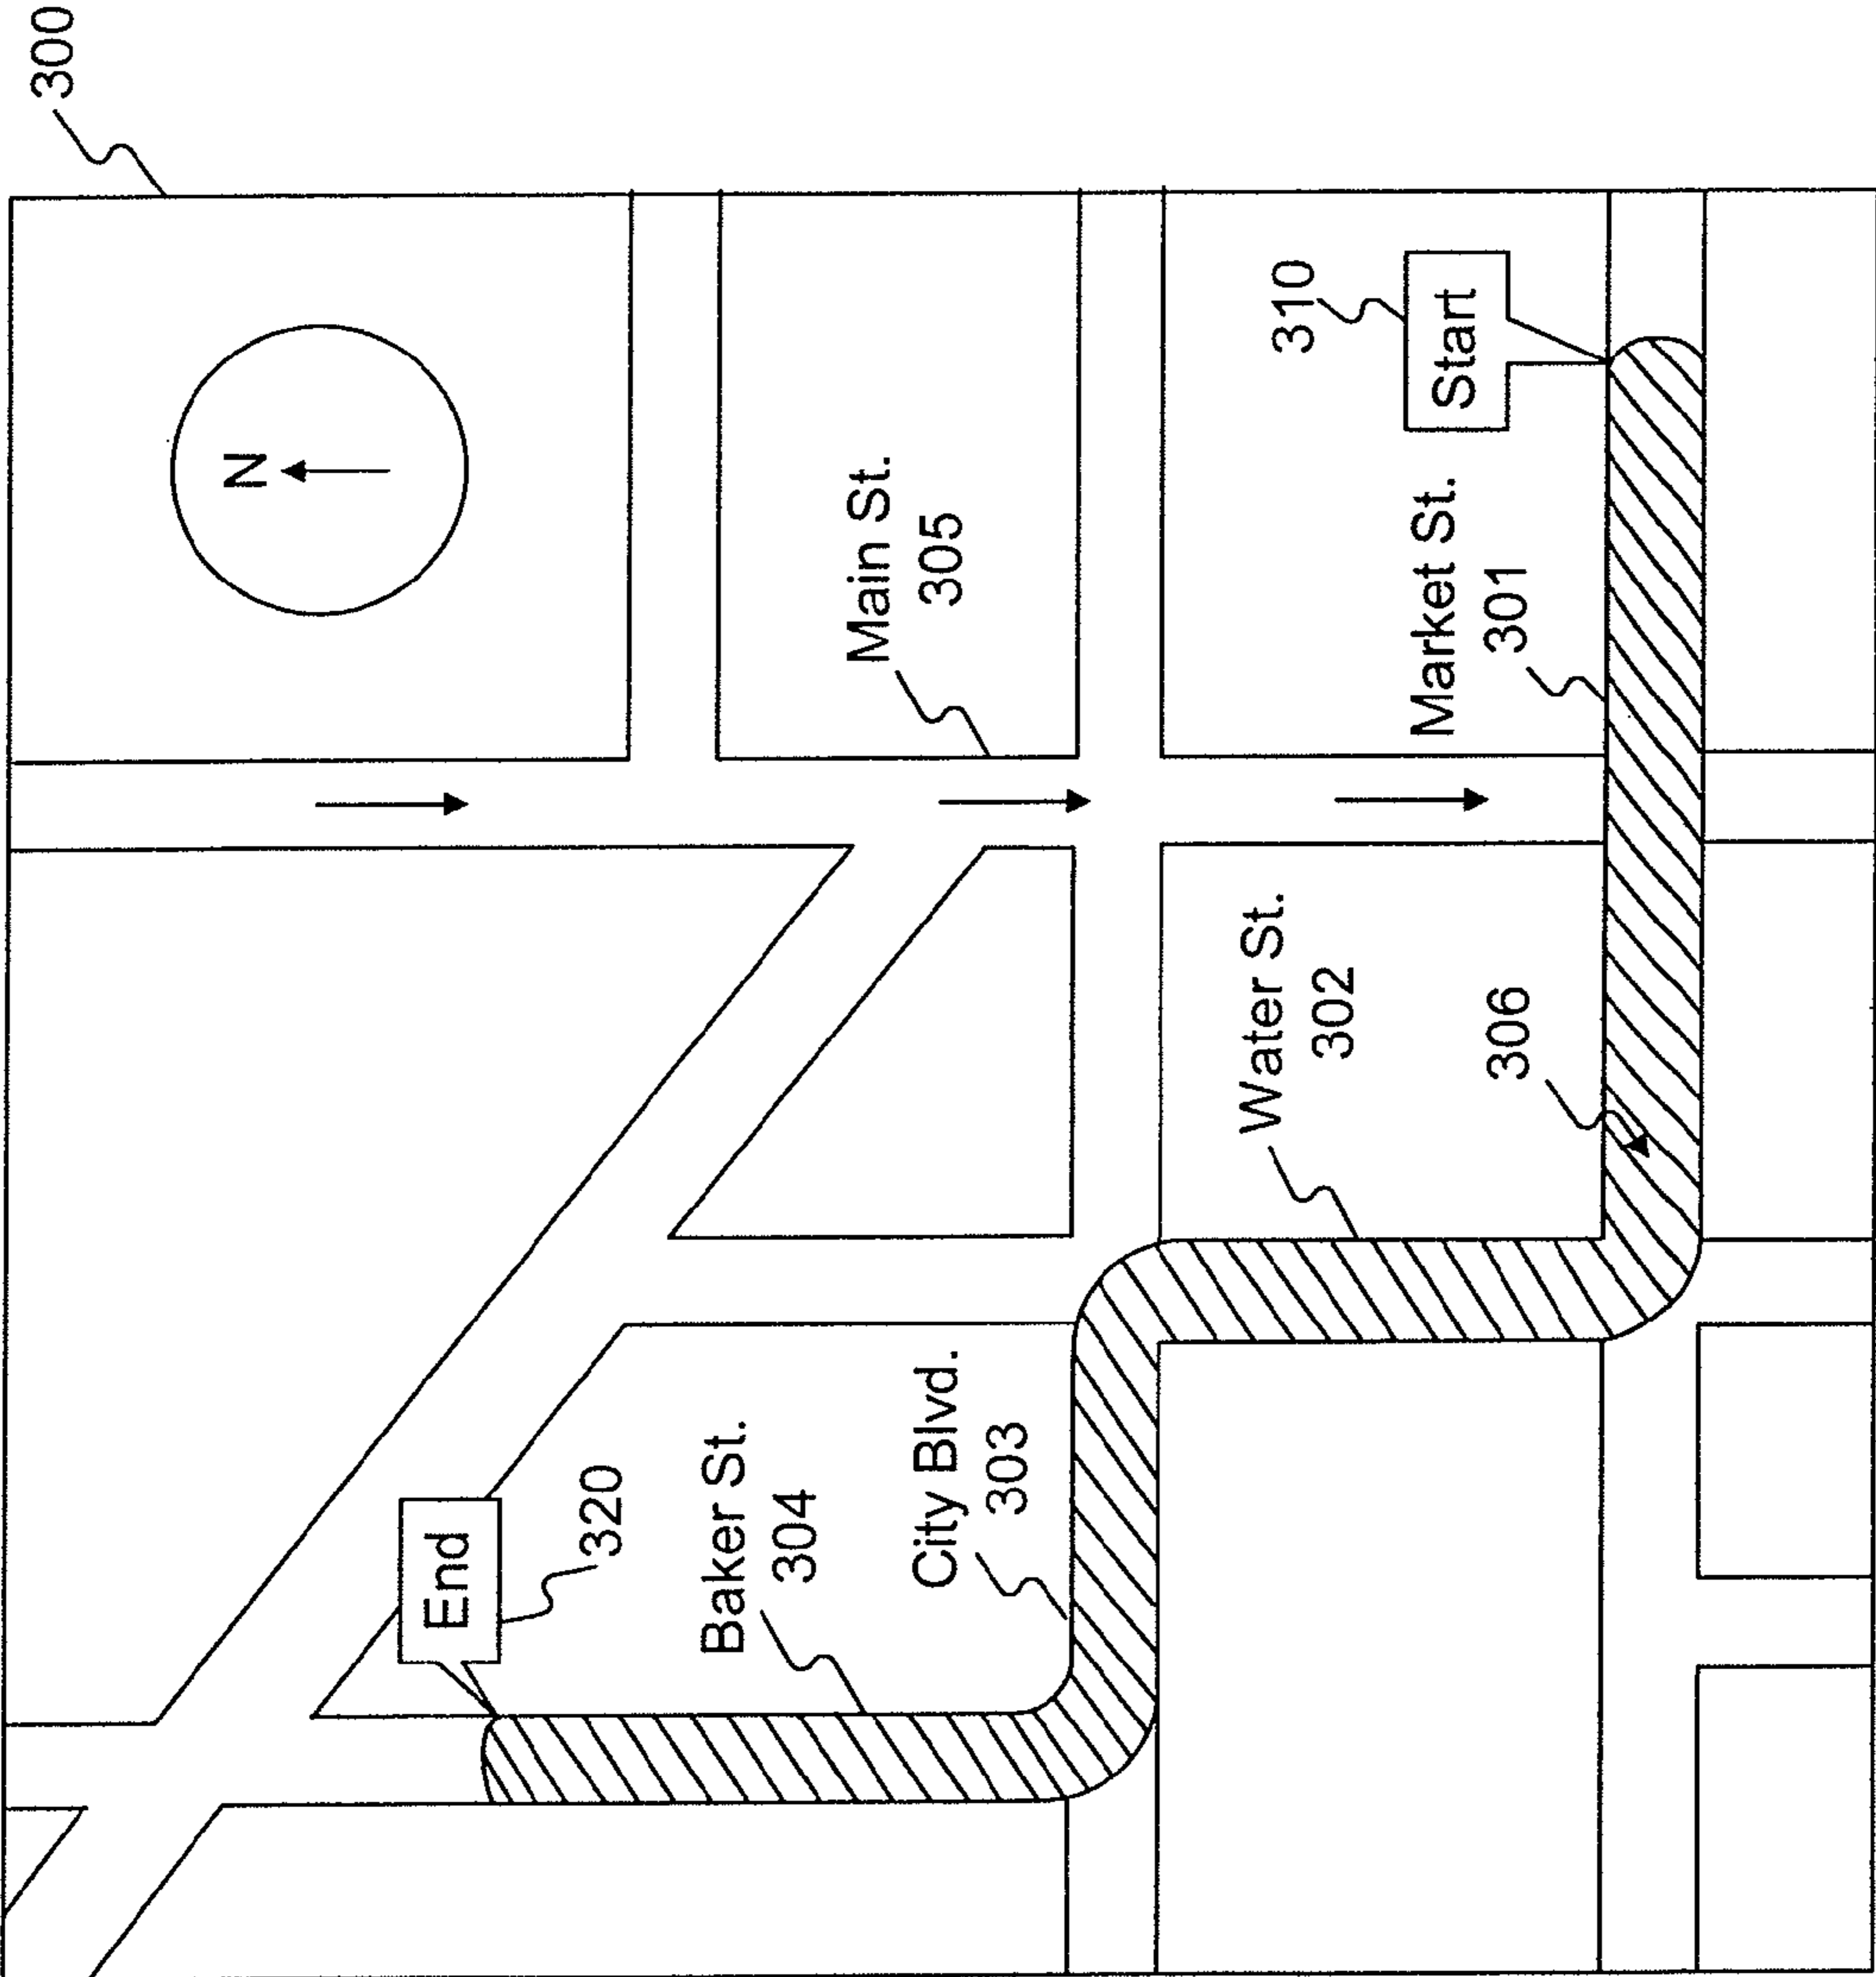 300
N
Main St.
305
310
Start
Market St.
301
Water St.
302
306
End
320
Baker St.
304
City Blvd.
303